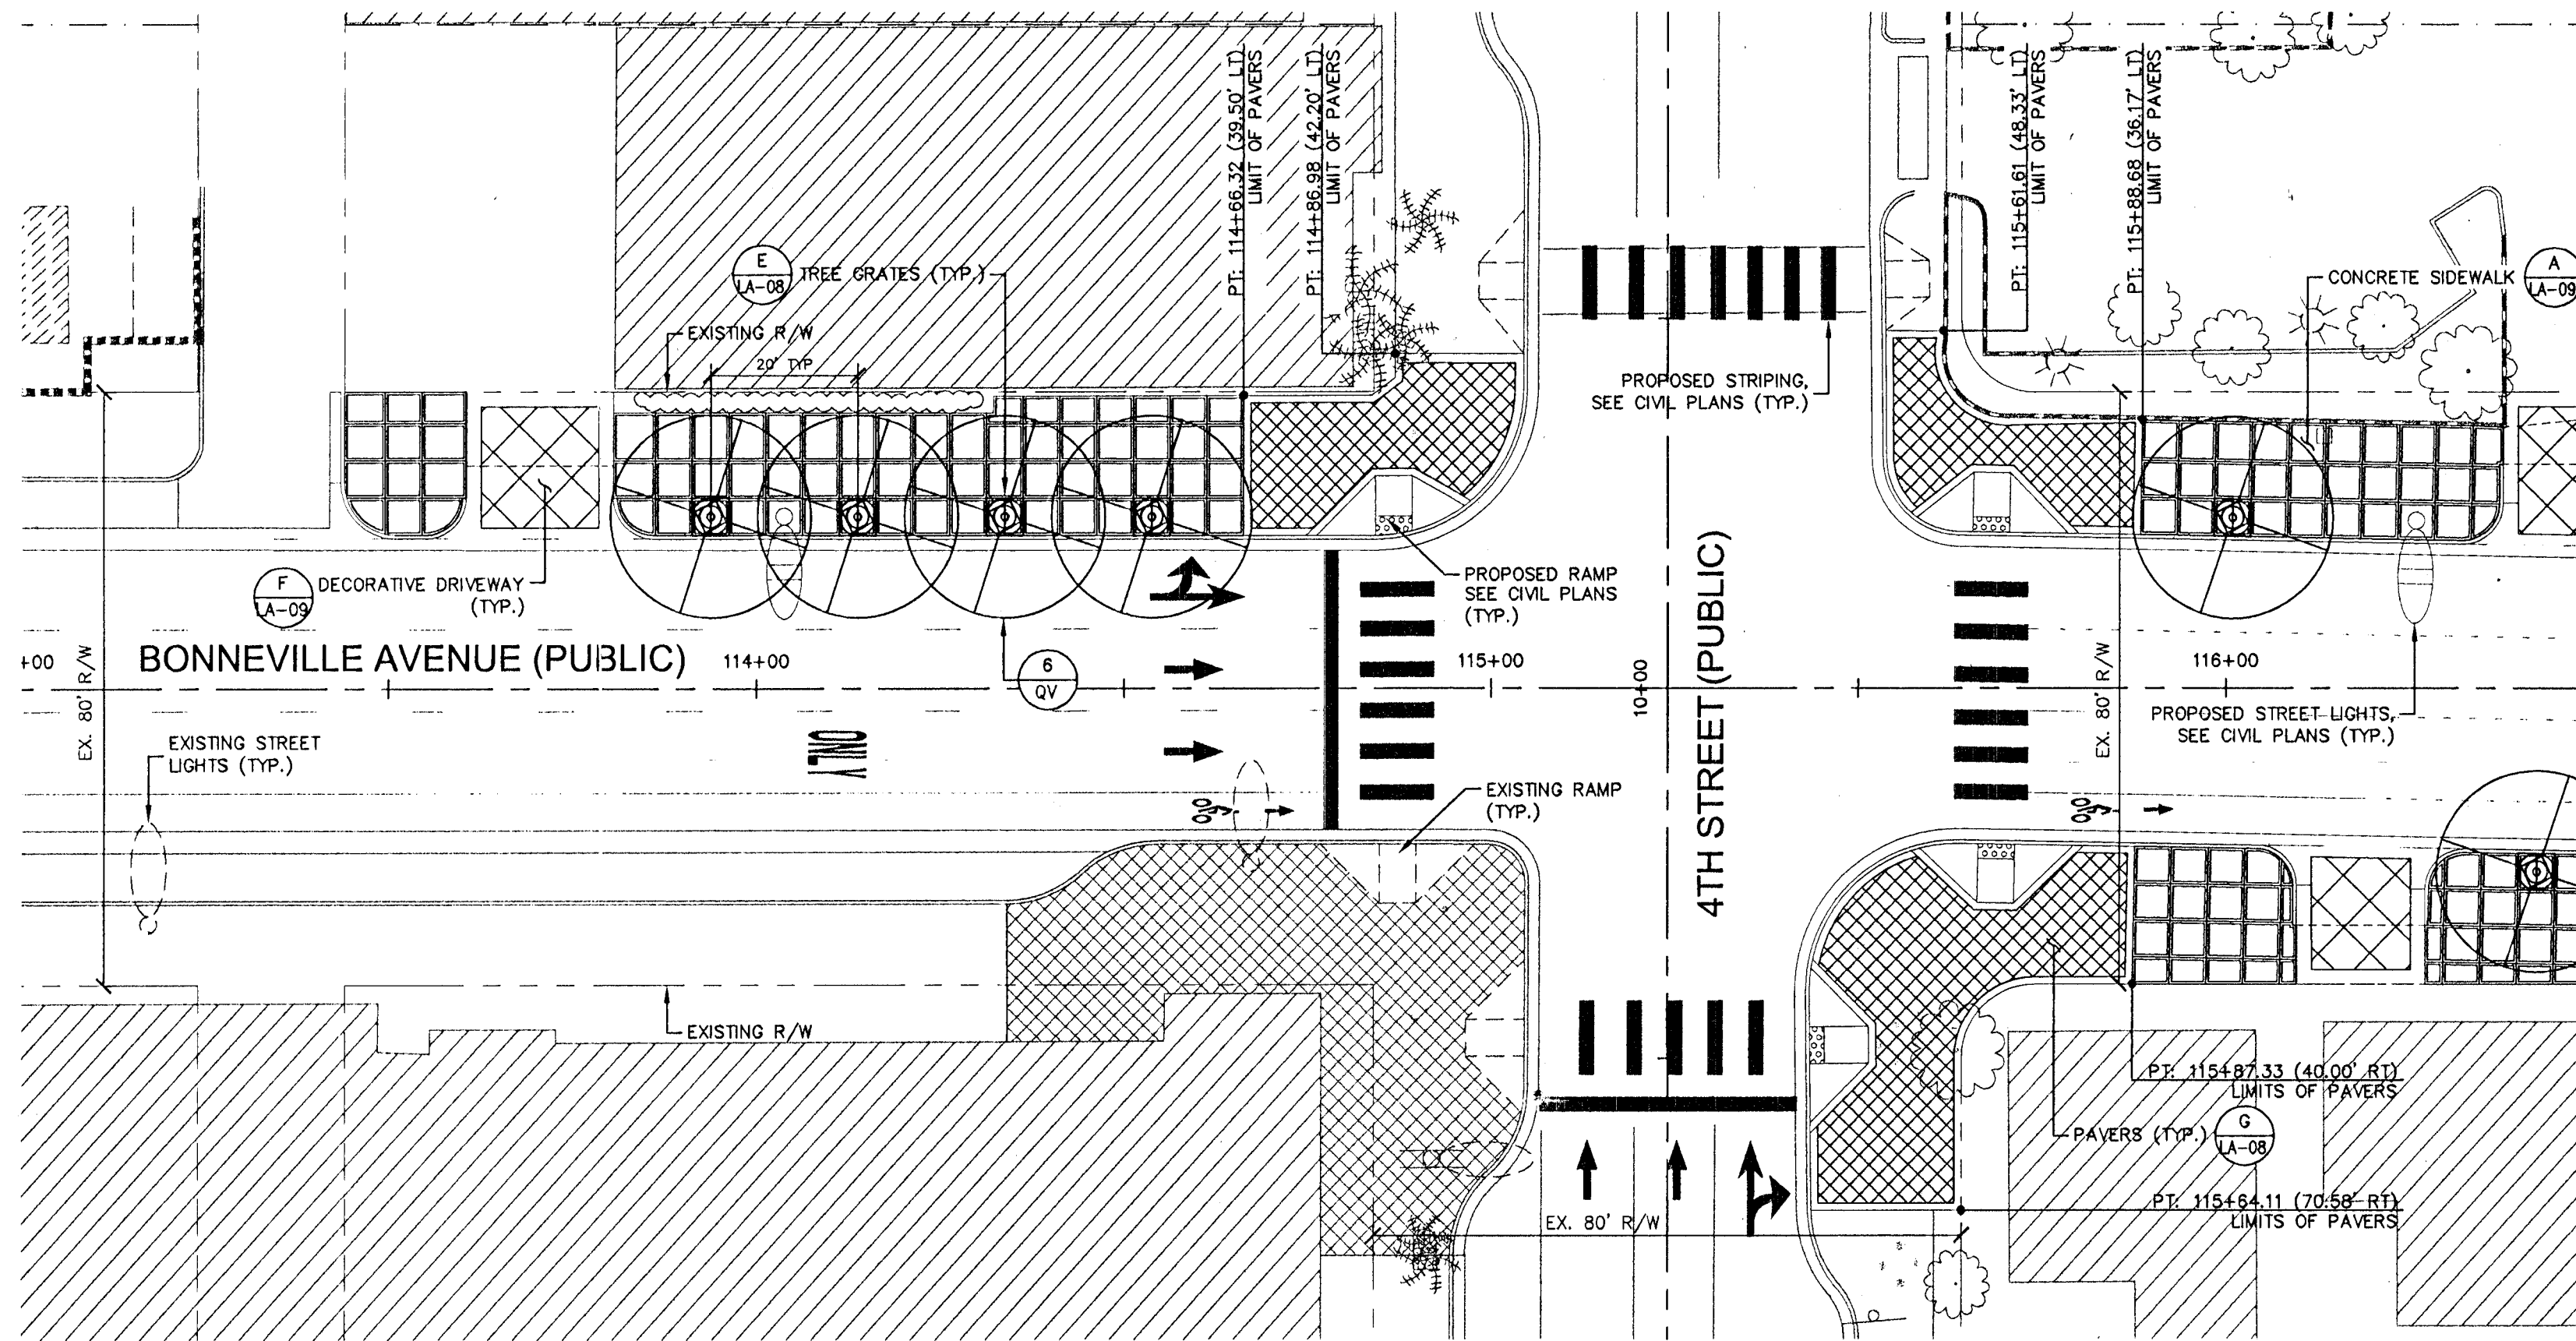 PT: 114+66.32 (39.50' LT)
LIMIT OF PAVERS
PT: 114+86.98 (42.20' LT)
LIMIT OF PAVERS
PT: 115+61.61 (48.33' LT)
LIMIT OF PAVERS
PT: 115+88.68 (36.17' LT)
LIMIT OF PAVERS
E
LA-08
TREE GRATES (TYP.)
CONCRETE SIDEWALK
A
LA-09
EXISTING R/W
20' TYP
PROPOSED STRIPING,
SEE CIVIL PLANS (TYP.)
F
LA-09
DECORATIVE DRIVEWAY
(TYP.)
PROPOSED RAMP
SEE CIVIL PLANS
(TYP.)
+00
EX. 80' R/W
BONNEVILLE AVENUE (PUBLIC)
114+00
6
QV
115+00
10+00
4TH STREET (PUBLIC)
EX. 80' R/W
116+00
PROPOSED STREET LIGHTS,
SEE CIVIL PLANS (TYP.)
EXISTING STREET
LIGHTS (TYP.)
ONLY
EXISTING RAMP
(TYP.)
EXISTING R/W
PT: 115+87.33 (40.00' RT)
LIMITS OF PAVERS
PAVERS (TYP.)
G
LA-08
PT: 115+64.11 (70.58' RT)
LIMITS OF PAVERS
EX. 80' R/W